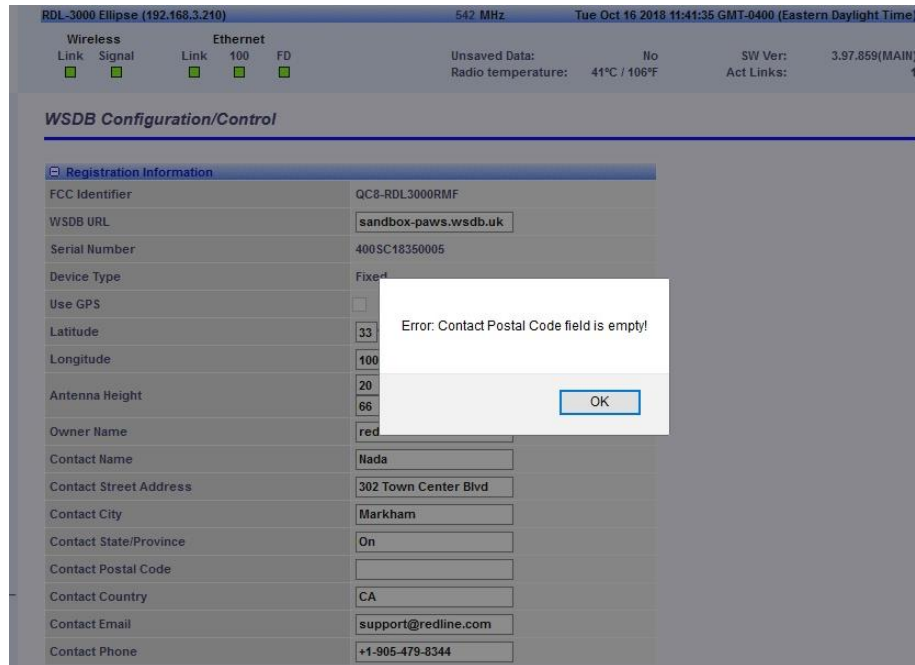 RDL-3000 Ellipse (192.168.3.210) 542 MHz Tue Oct 16 2018 11:41:35 GMT-0400 (Eastern Daylight Time)
Wireless Ethernet
Link Signal Link 100 FD Unsaved Data: No SW Ver: 3.97.859(MAIN)
Radio temperature: 41°C / 106°F Act Links: 1
WSDB Configuration/Control
Registration Information
FCC Identifier QC8-RDL3000RMF
WSDB URL sandbox-paws.wsdb.uk
Serial Number 400SC18350005
Device Type Fixed
Use GPS
Latitude 33
Error: Contact Postal Code field is empty!
Longitude 100
Antenna Height 20
66
OK
Owner Name red
Contact Name Nada
Contact Street Address 302 Town Center Blvd
Contact City Markham
Contact State/Province On
Contact Postal Code
Contact Country CA
Contact Email support@redline.com
Contact Phone +1-905-479-8344